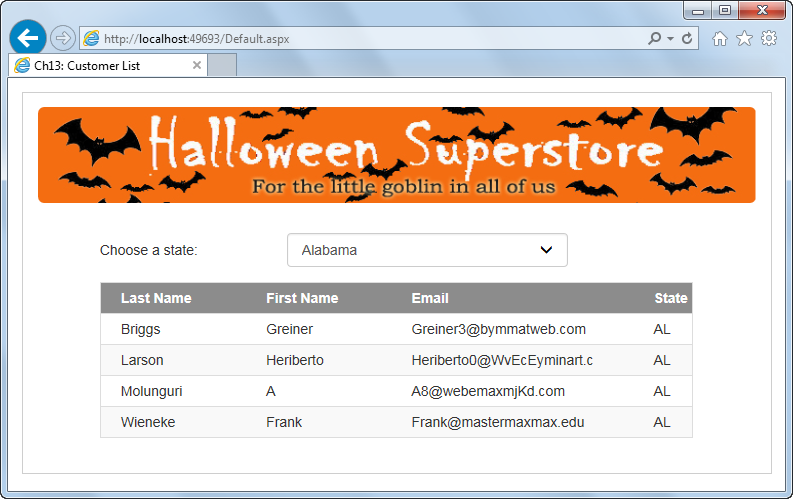 http://localhost:49693/Default.aspx
Ch13: Customer List
Halloween Superstore
For the little goblin in all of us
Choose a state: Alabama
Last Name First Name Email State
Briggs Greiner Greiner3@bymmatweb.com AL
Larson Heriberto Heriberto0@WvEcEyminart.c AL
Molunguri A A8@webemaxmjKd.com AL
Wieneke Frank Frank@mastermaxmax.edu AL